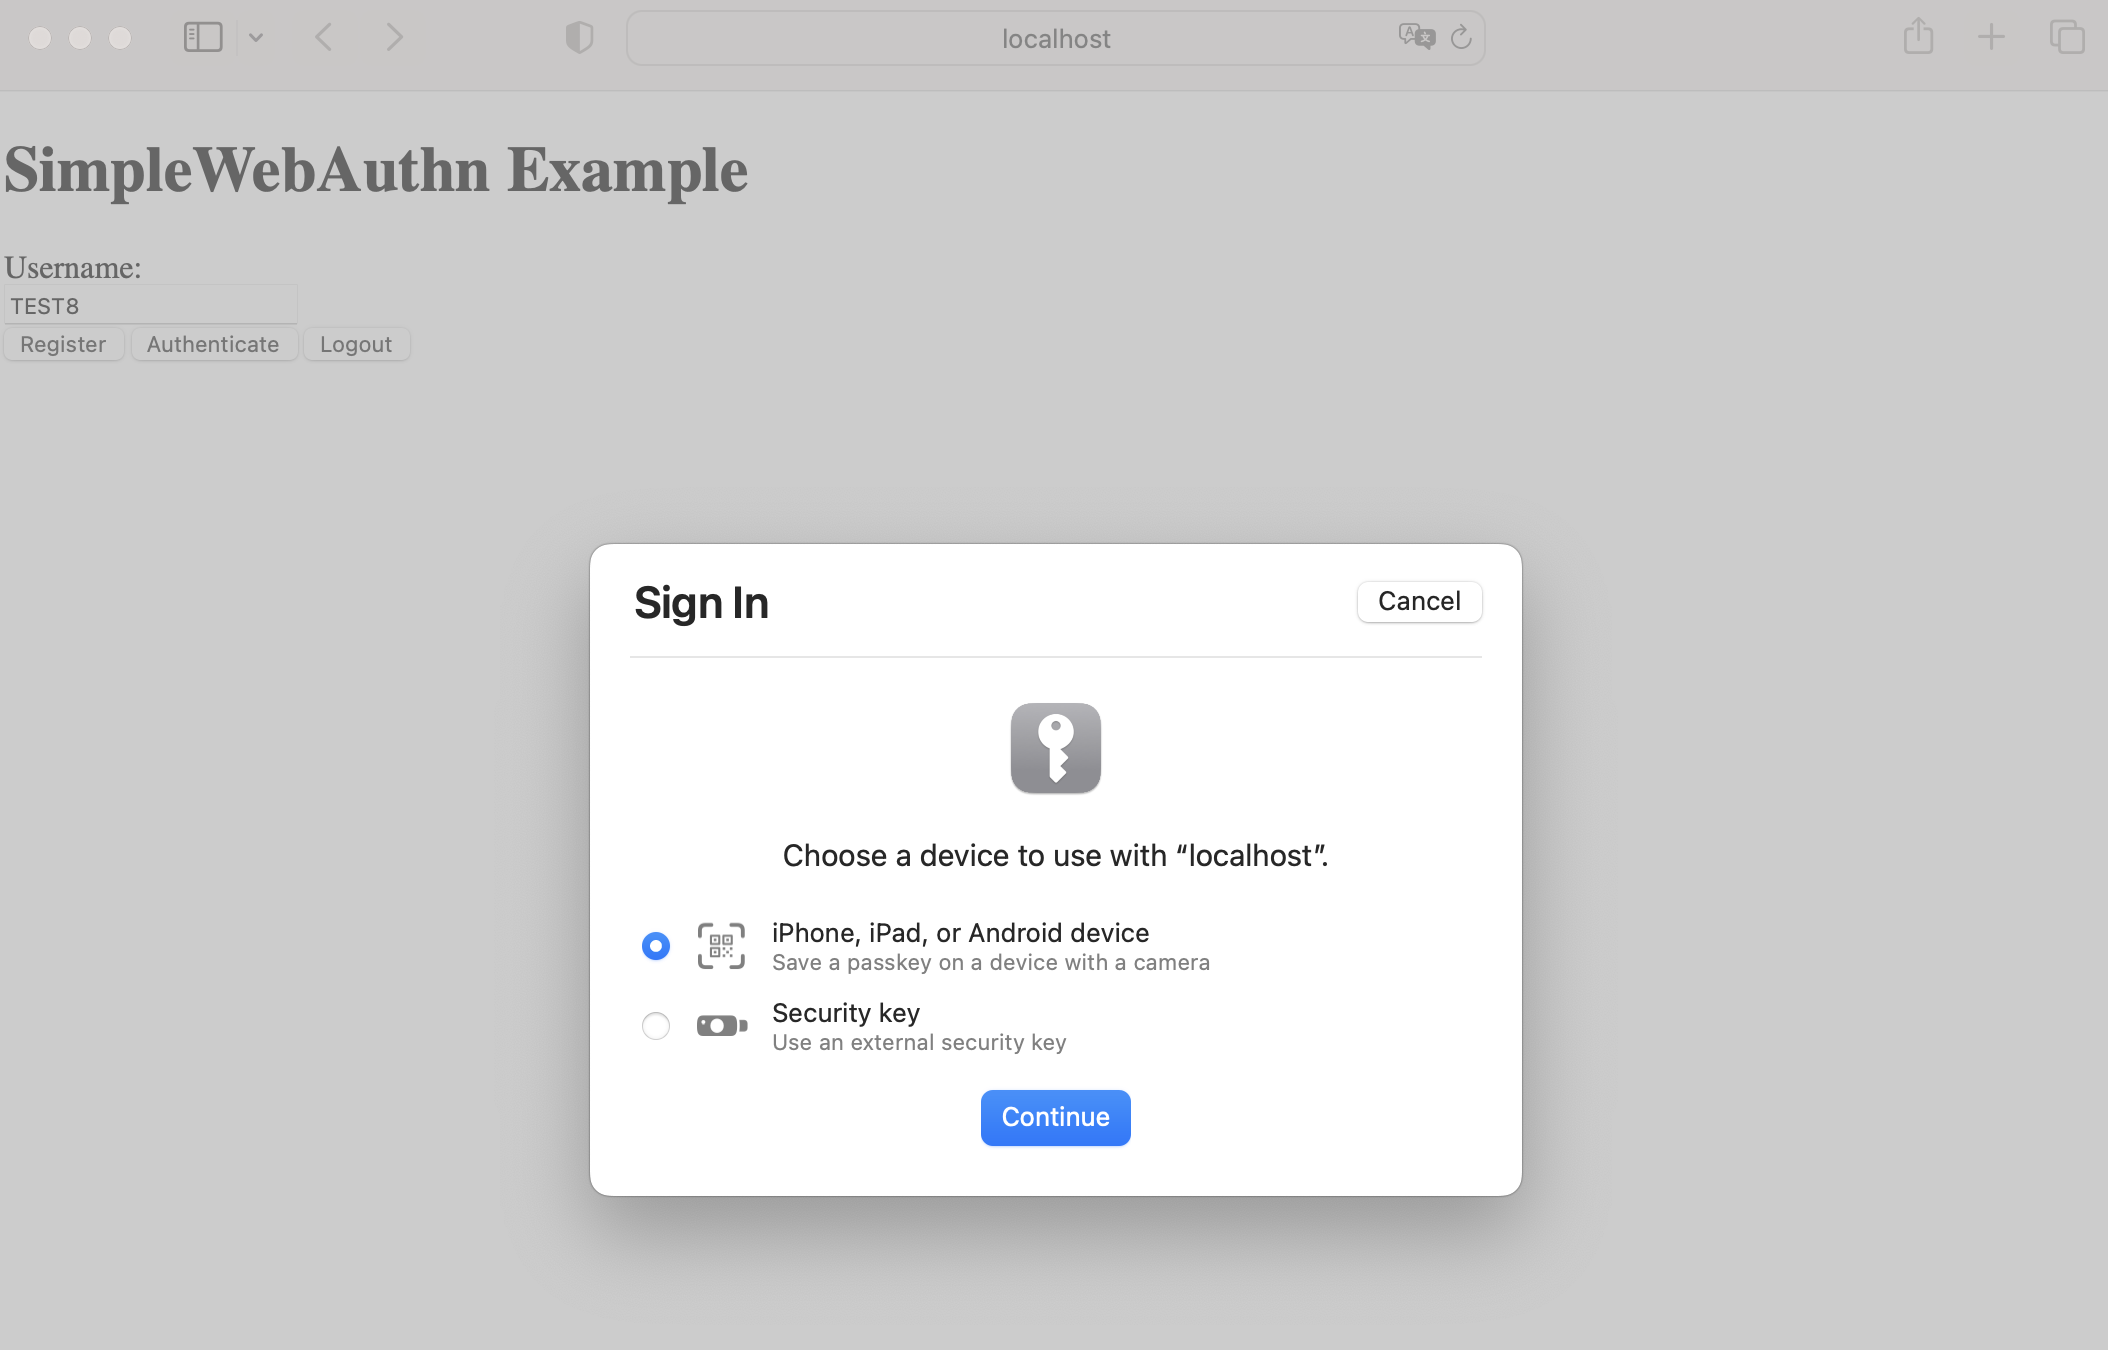 localhost
SimpleWebAuthn Example
Username:
TEST8
Register Authenticate Logout
Sign In
Cancel
Choose a device to use with “localhost”.
iPhone, iPad, or Android device
Save a passkey on a device with a camera
Security key
Use an external security key
Continue